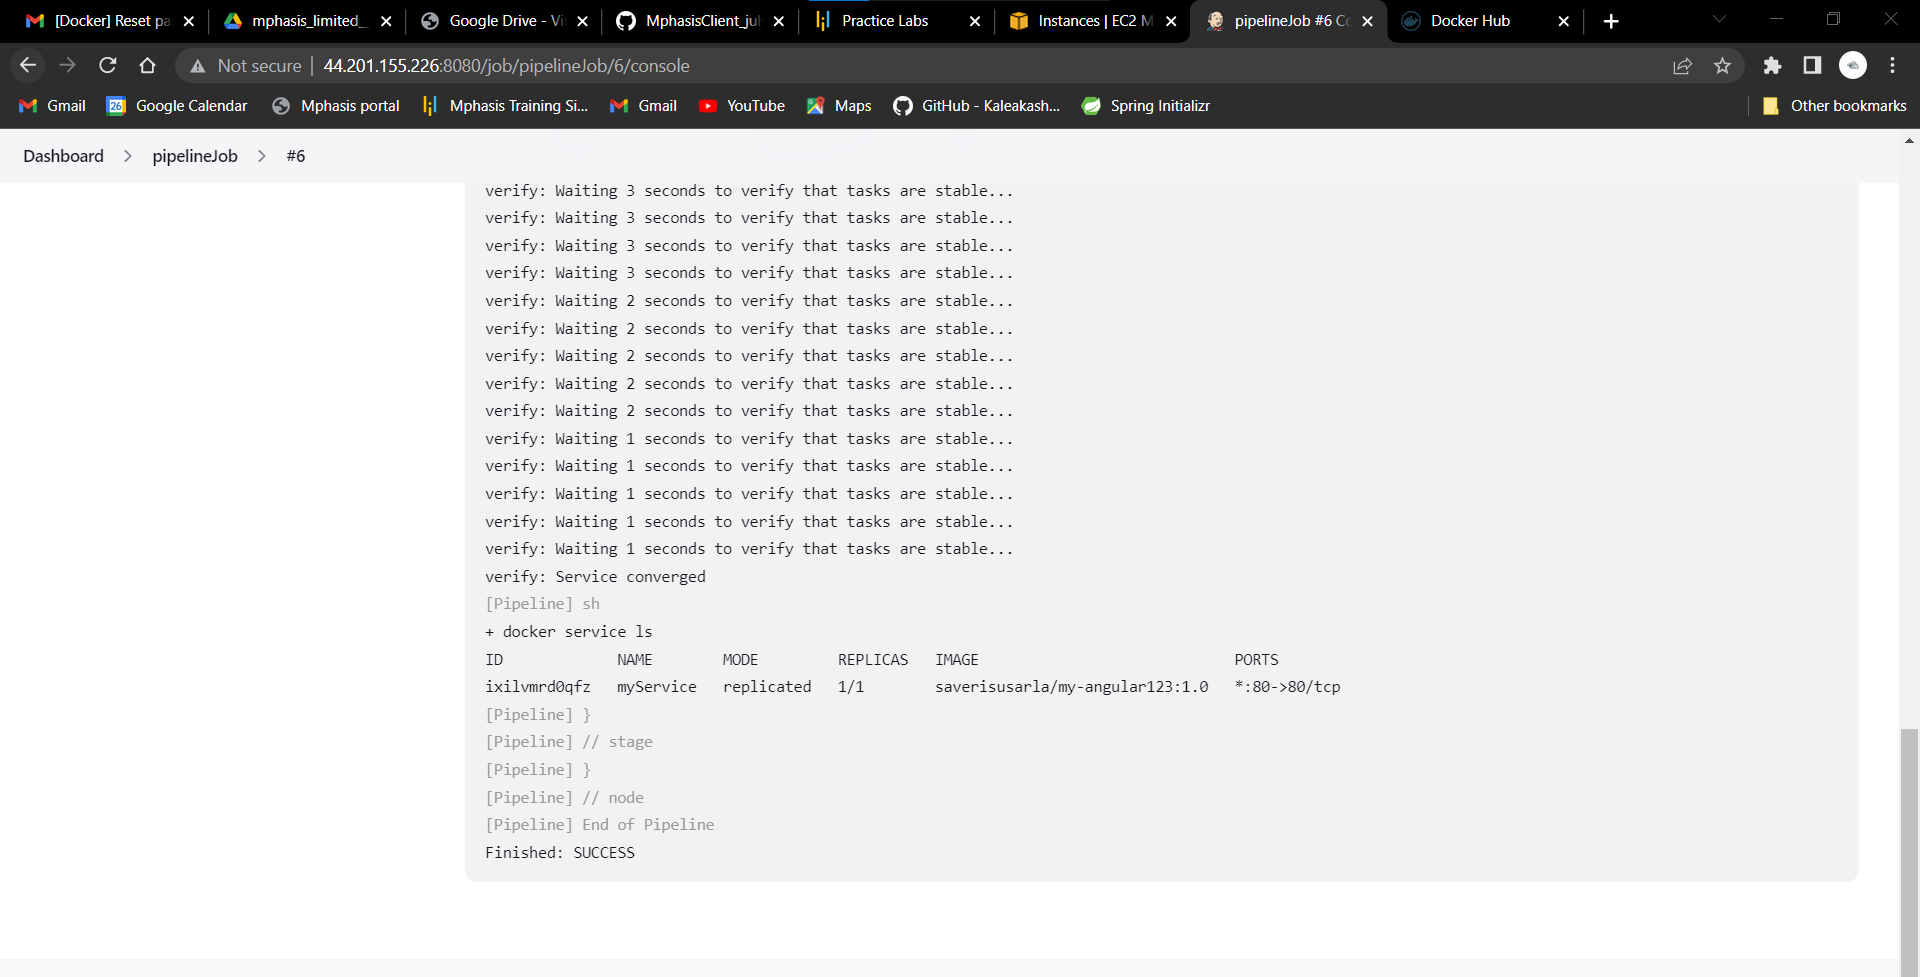 [Docker] Reset pa
mphasis_limited_
Google Drive - Vi
MphasisClient_jul
Practice Labs
Instances | EC2 M
pipelineJob #6 Co
Docker Hub
Not secure
44.201.155.226:8080/job/pipelineJob/6/console
Gmail
26
Google Calendar
Mphasis portal
Mphasis Training Si...
Gmail
YouTube
Maps
GitHub - Kaleakash...
Spring Initializr
Other bookmarks
Dashboard
pipelineJob
#6
verify: Waiting 3 seconds to verify that tasks are stable...
verify: Waiting 3 seconds to verify that tasks are stable...
verify: Waiting 3 seconds to verify that tasks are stable...
verify: Waiting 3 seconds to verify that tasks are stable...
verify: Waiting 2 seconds to verify that tasks are stable...
verify: Waiting 2 seconds to verify that tasks are stable...
verify: Waiting 2 seconds to verify that tasks are stable...
verify: Waiting 2 seconds to verify that tasks are stable...
verify: Waiting 2 seconds to verify that tasks are stable...
verify: Waiting 1 seconds to verify that tasks are stable...
verify: Waiting 1 seconds to verify that tasks are stable...
verify: Waiting 1 seconds to verify that tasks are stable...
verify: Waiting 1 seconds to verify that tasks are stable...
verify: Waiting 1 seconds to verify that tasks are stable...
verify: Service converged
[Pipeline] sh
+ docker service ls
ID NAME MODE REPLICAS IMAGE PORTS
ixilvmrd0qfz myService replicated 1/1 saverisusarla/my-angular123:1.0 *:80->80/tcp
[Pipeline] }
[Pipeline] // stage
[Pipeline] }
[Pipeline] // node
[Pipeline] End of Pipeline
Finished: SUCCESS